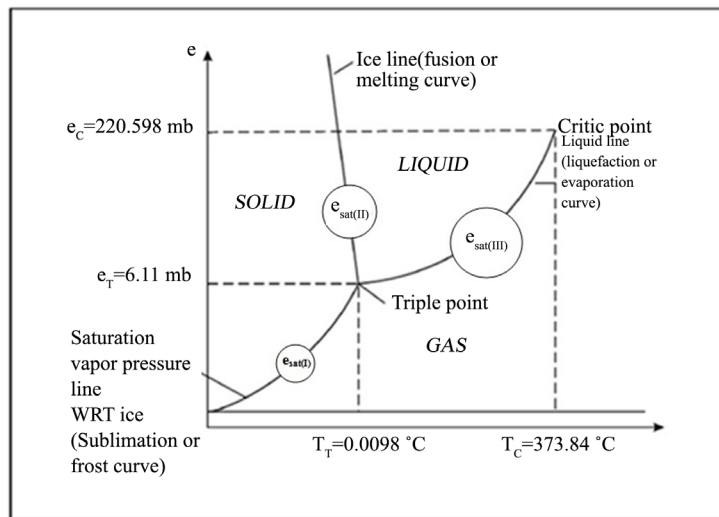 e
Ice line(fusion or
melting curve)
e_C=220.598 mb
Critic point
Liquid line
(liquefaction or
evaporation
curve)
LIQUID
SOLID
e_sat(II)
e_sat(III)
e_T=6.11 mb
Triple point
GAS
Saturation
vapor pressure
line
WRT ice
(Sublimation or
frost curve)
e_sat(I)
T_T=0.0098 ˚C
T_C=373.84 ˚C